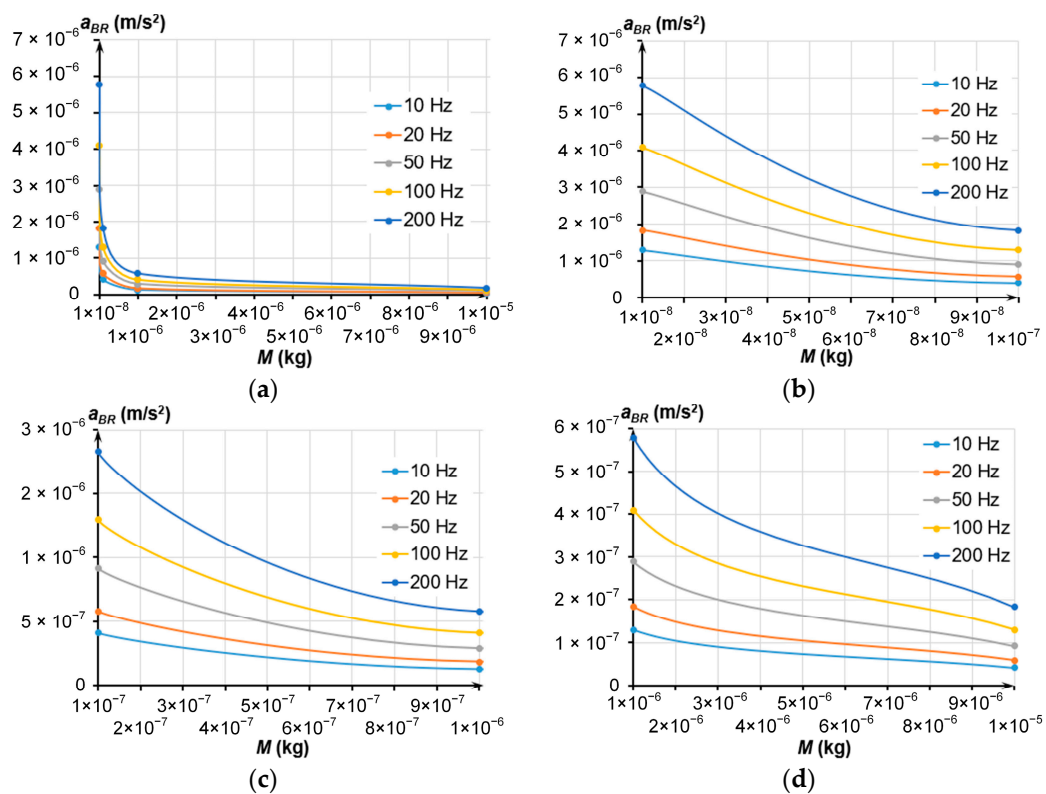 a_BR (m/s²)
7 × 10⁻⁶
6 × 10⁻⁶
5 × 10⁻⁶
4 × 10⁻⁶
3 × 10⁻⁶
2 × 10⁻⁶
1 × 10⁻⁶
0
10 Hz
20 Hz
50 Hz
100 Hz
200 Hz
1×10⁻⁸ 2×10⁻⁶ 4×10⁻⁶ 6×10⁻⁶ 8×10⁻⁶ 1×10⁻⁵
1×10⁻⁶ 3×10⁻⁶ 5×10⁻⁶ 7×10⁻⁶ 9×10⁻⁶
M (kg)
(a)
a_BR (m/s²)
7 × 10⁻⁶
6 × 10⁻⁶
5 × 10⁻⁶
4 × 10⁻⁶
3 × 10⁻⁶
2 × 10⁻⁶
1 × 10⁻⁶
0
10 Hz
20 Hz
50 Hz
100 Hz
200 Hz
1×10⁻⁸ 3×10⁻⁸ 5×10⁻⁸ 7×10⁻⁸ 9×10⁻⁸
2×10⁻⁸ 4×10⁻⁸ 6×10⁻⁸ 8×10⁻⁸ 1×10⁻⁷
M (kg)
(b)
a_BR (m/s²)
3 × 10⁻⁶
2 × 10⁻⁶
1 × 10⁻⁶
5 × 10⁻⁷
0
10 Hz
20 Hz
50 Hz
100 Hz
200 Hz
1×10⁻⁷ 3×10⁻⁷ 5×10⁻⁷ 7×10⁻⁷ 9×10⁻⁷
2×10⁻⁷ 4×10⁻⁷ 6×10⁻⁷ 8×10⁻⁷ 1×10⁻⁶
M (kg)
(c)
a_BR (m/s²)
6 × 10⁻⁷
5 × 10⁻⁷
4 × 10⁻⁷
3 × 10⁻⁷
2 × 10⁻⁷
1 × 10⁻⁷
0
10 Hz
20 Hz
50 Hz
100 Hz
200 Hz
1×10⁻⁶ 3×10⁻⁶ 5×10⁻⁶ 7×10⁻⁶ 9×10⁻⁶
2×10⁻⁶ 4×10⁻⁶ 6×10⁻⁶ 8×10⁻⁶ 1×10⁻⁵
M (kg)
(d)